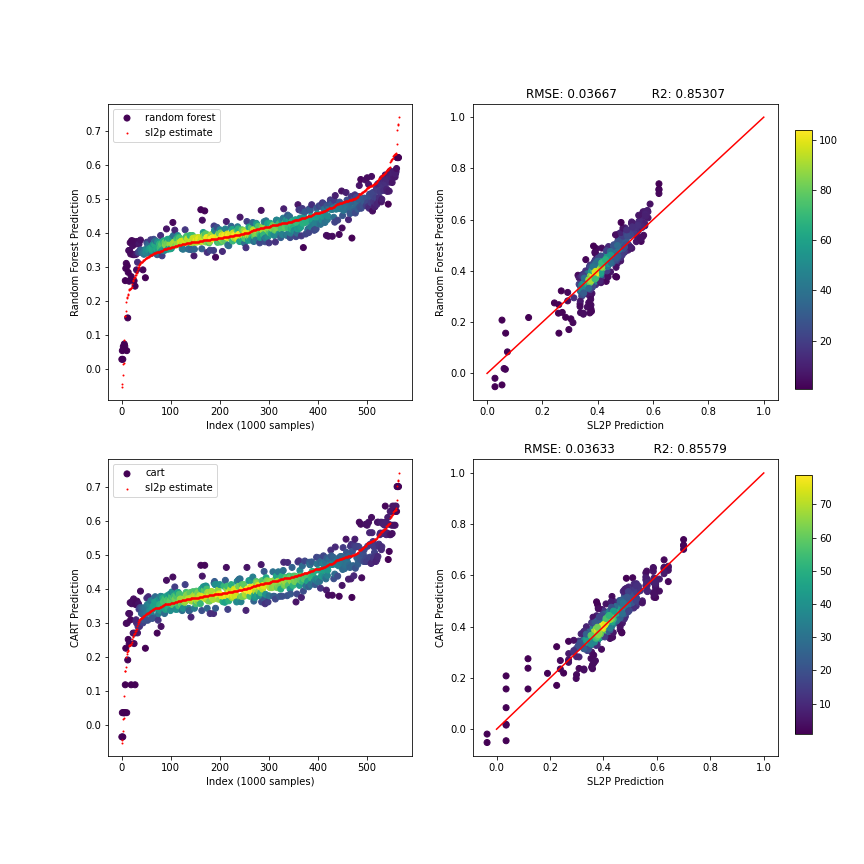 RMSE: 0.03667 R2: 0.85307
random forest
sl2p estimate
Random Forest Prediction
0.7
0.6
0.5
0.4
0.3
0.2
0.1
0.0
0 100 200 300 400 500
Index (1000 samples)
Random Forest Prediction
1.0
0.8
0.6
0.4
0.2
0.0
0.0 0.2 0.4 0.6 0.8 1.0
SL2P Prediction
100
80
60
40
20
RMSE: 0.03633 R2: 0.85579
cart
sl2p estimate
CART Prediction
0.7
0.6
0.5
0.4
0.3
0.2
0.1
0.0
0 100 200 300 400 500
Index (1000 samples)
CART Prediction
1.0
0.8
0.6
0.4
0.2
0.0
0.0 0.2 0.4 0.6 0.8 1.0
SL2P Prediction
70
60
50
40
30
20
10